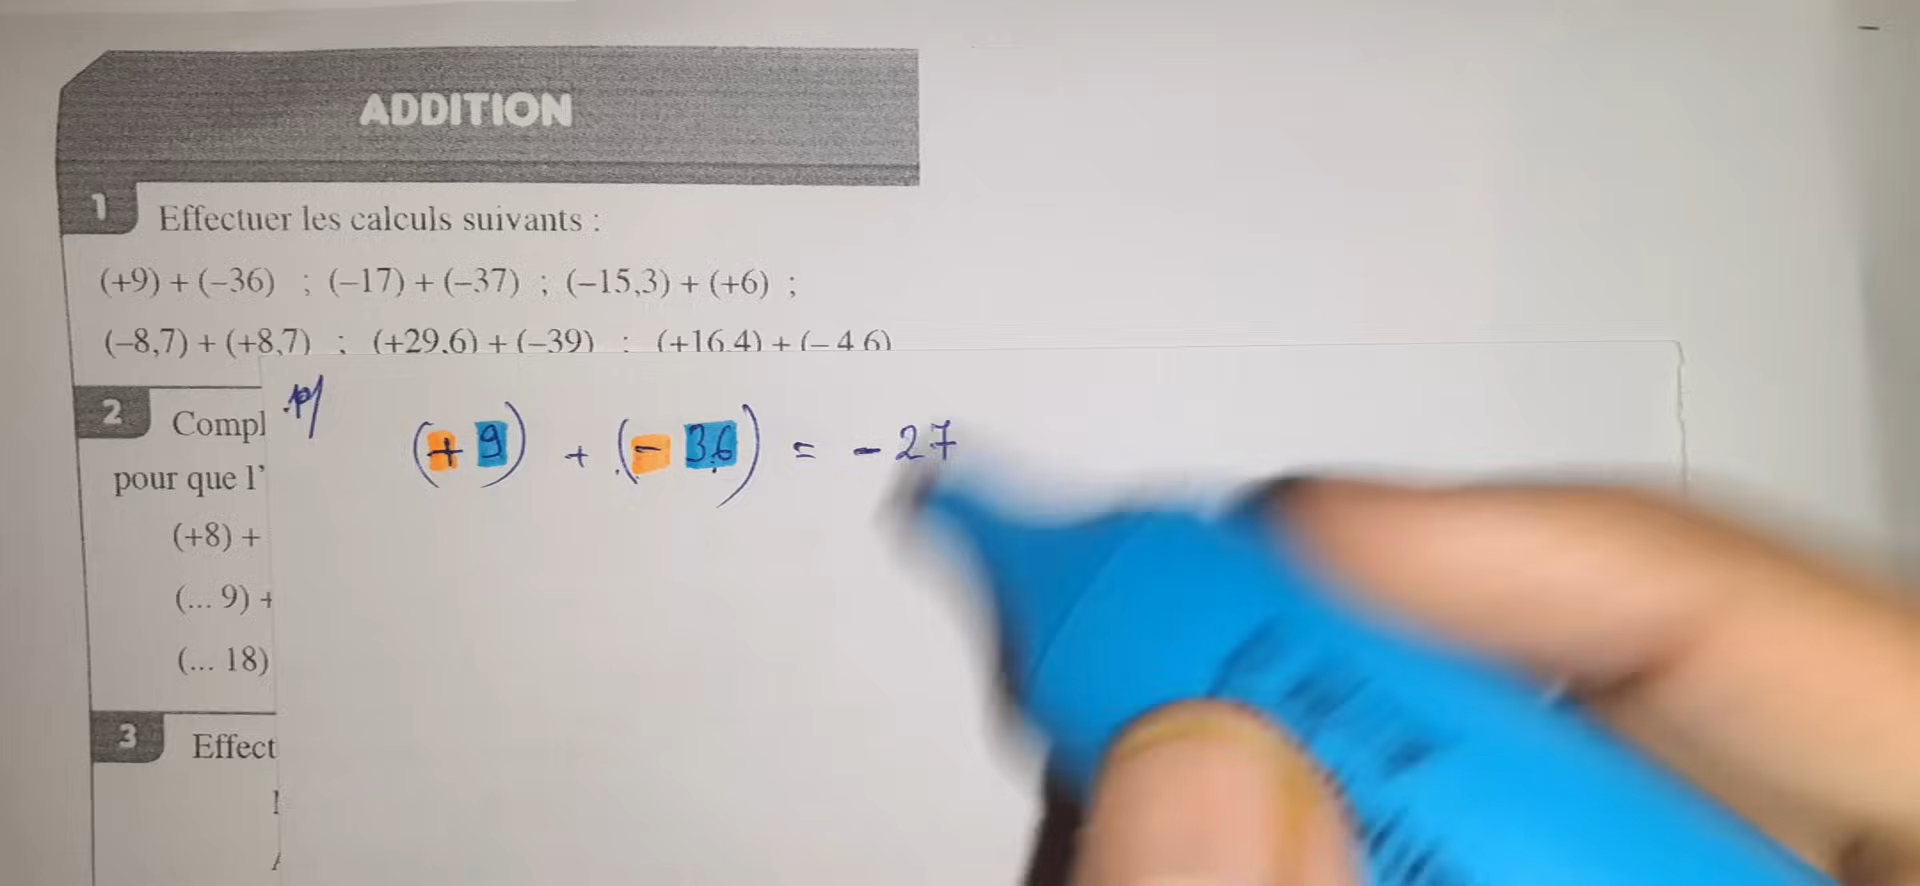 ADDITION
1 Effectuer les calculs suivants :
(+9) + (–36) ; (–17) + (–37) ; (–15,3) + (+6) ;
(–8,7) + (+8,7) ; (+29,6) + (–39) ; (+16,4) + (– 4,6)
2 Compl
pour que l'
(+8) +
(... 9) +
(... 18)
3 Effect
(+ 9) + (- 36) = - 27